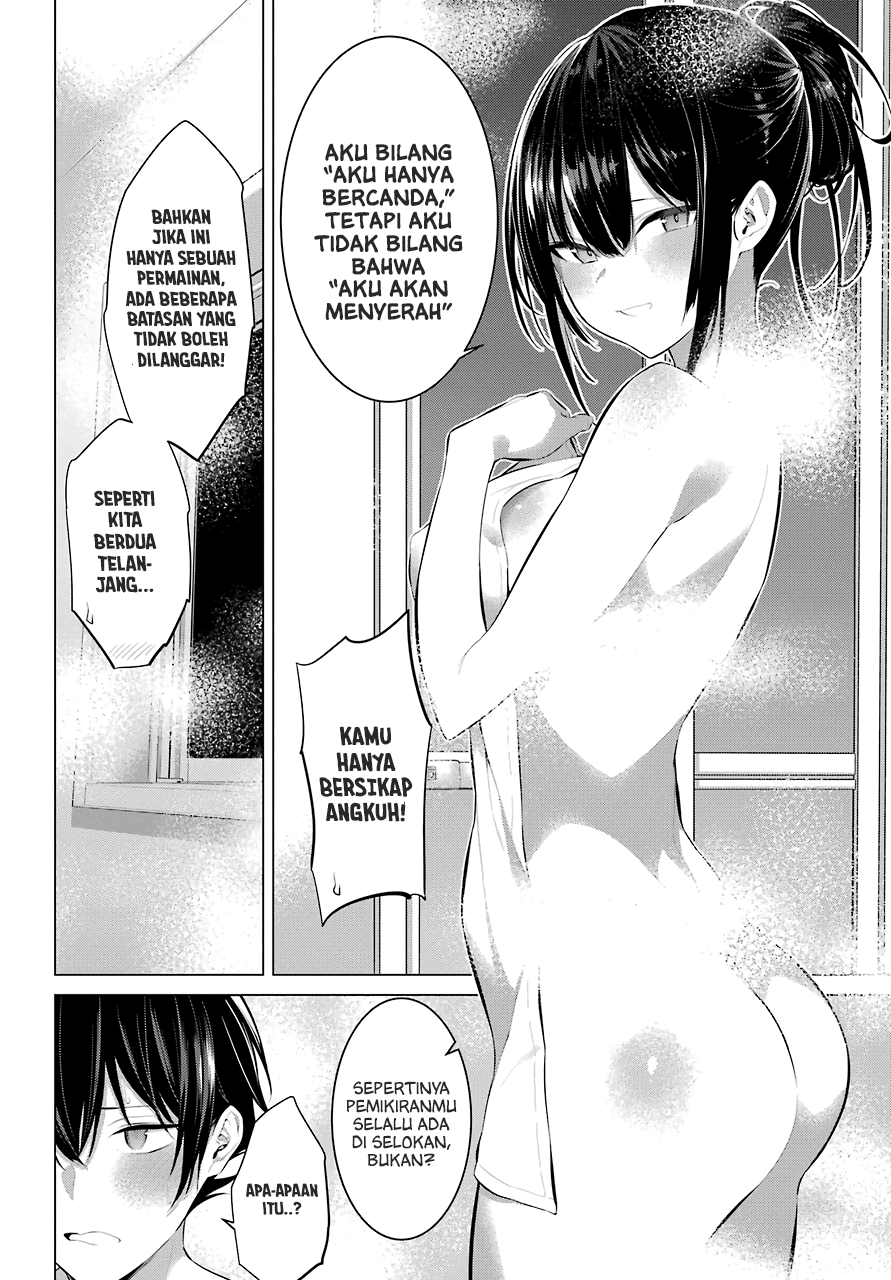 AKU BILANG
“AKU HANYA
BERCANDA,”
TETAPI AKU
TIDAK BILANG
BAHWA
“AKU AKAN
MENYERAH”
KAMU
HANYA
BERSIKAP
ANGKUH!
BAHKAN
JIKA INI
HANYA SEBUAH
PERMAINAN,
ADA BEBERAPA
BATASAN YANG
TIDAK BOLEH
DILANGGAR!
SEPERTI
KITA
BERDUA
TELAN-
JANG...
SEPERTINYA
PEMIKIRANMU
SELALU ADA
DI SELOKAN,
BUKAN?
APA-APAAN
ITU..?